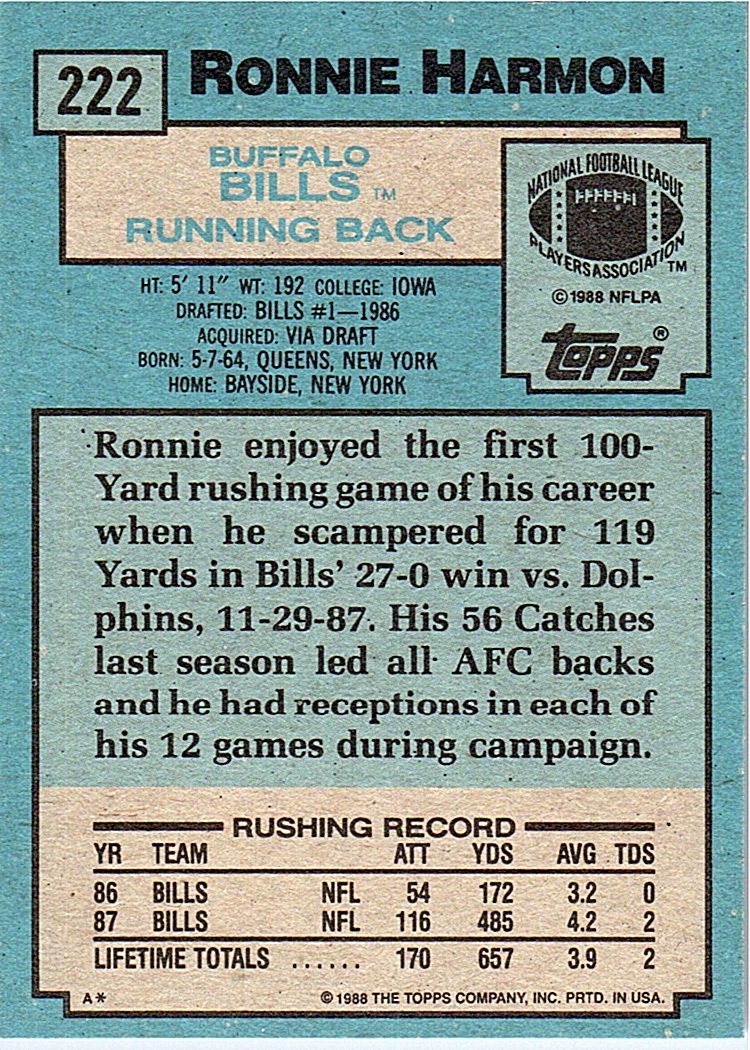 222
RONNIE HARMON
BUFFALO
BILLS TM
RUNNING BACK
NATIONAL FOOTBALL LEAGUE
PLAYERS ASSOCIATION TM
©1988 NFLPA
Topps®
HT: 5′ 11″ WT: 192 COLLEGE: IOWA
DRAFTED: BILLS #1—1986
ACQUIRED: VIA DRAFT
BORN: 5-7-64, QUEENS, NEW YORK
HOME: BAYSIDE, NEW YORK
Ronnie enjoyed the first 100-
Yard rushing game of his career
when he scampered for 119
Yards in Bills’ 27-0 win vs. Dol-
phins, 11-29-87. His 56 Catches
last season led all AFC backs
and he had receptions in each of
his 12 games during campaign.
RUSHING RECORD
YR TEAM ATT YDS AVG TDS
86 BILLS NFL 54 172 3.2 0
87 BILLS NFL 116 485 4.2 2
LIFETIME TOTALS ...... 170 657 3.9 2
A* ©1988 THE TOPPS COMPANY, INC. PRTD. IN USA.